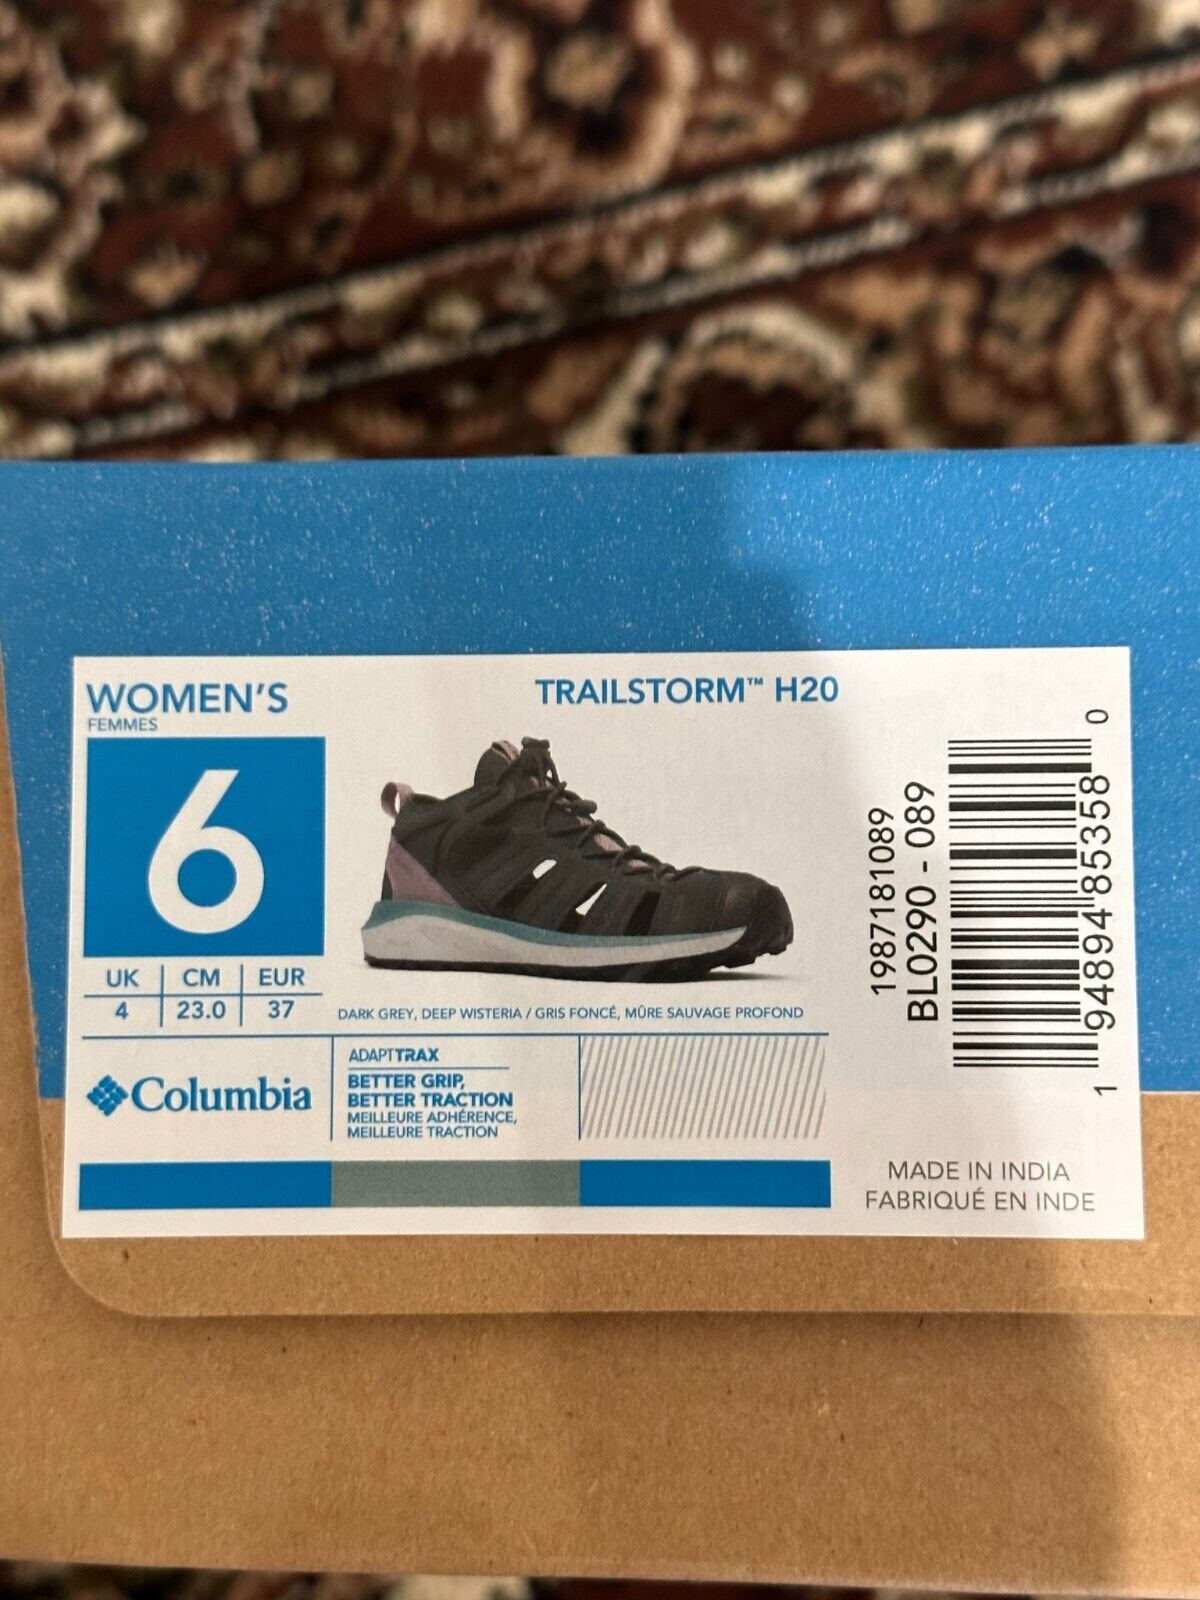 WOMEN'S
FEMMES
TRAILSTORM™ H20
6
UK CM EUR
4 23.0 37
DARK GREY, DEEP WISTERIA / GRIS FONCÉ, MÛRE SAUVAGE PROFOND
Columbia
ADAPTTRAX
BETTER GRIP,
BETTER TRACTION
MEILLEURE ADHÉRENCE,
MEILLEURE TRACTION
1987181089
BL0290 - 089
1 94894 85358 0
MADE IN INDIA
FABRIQUÉ EN INDE